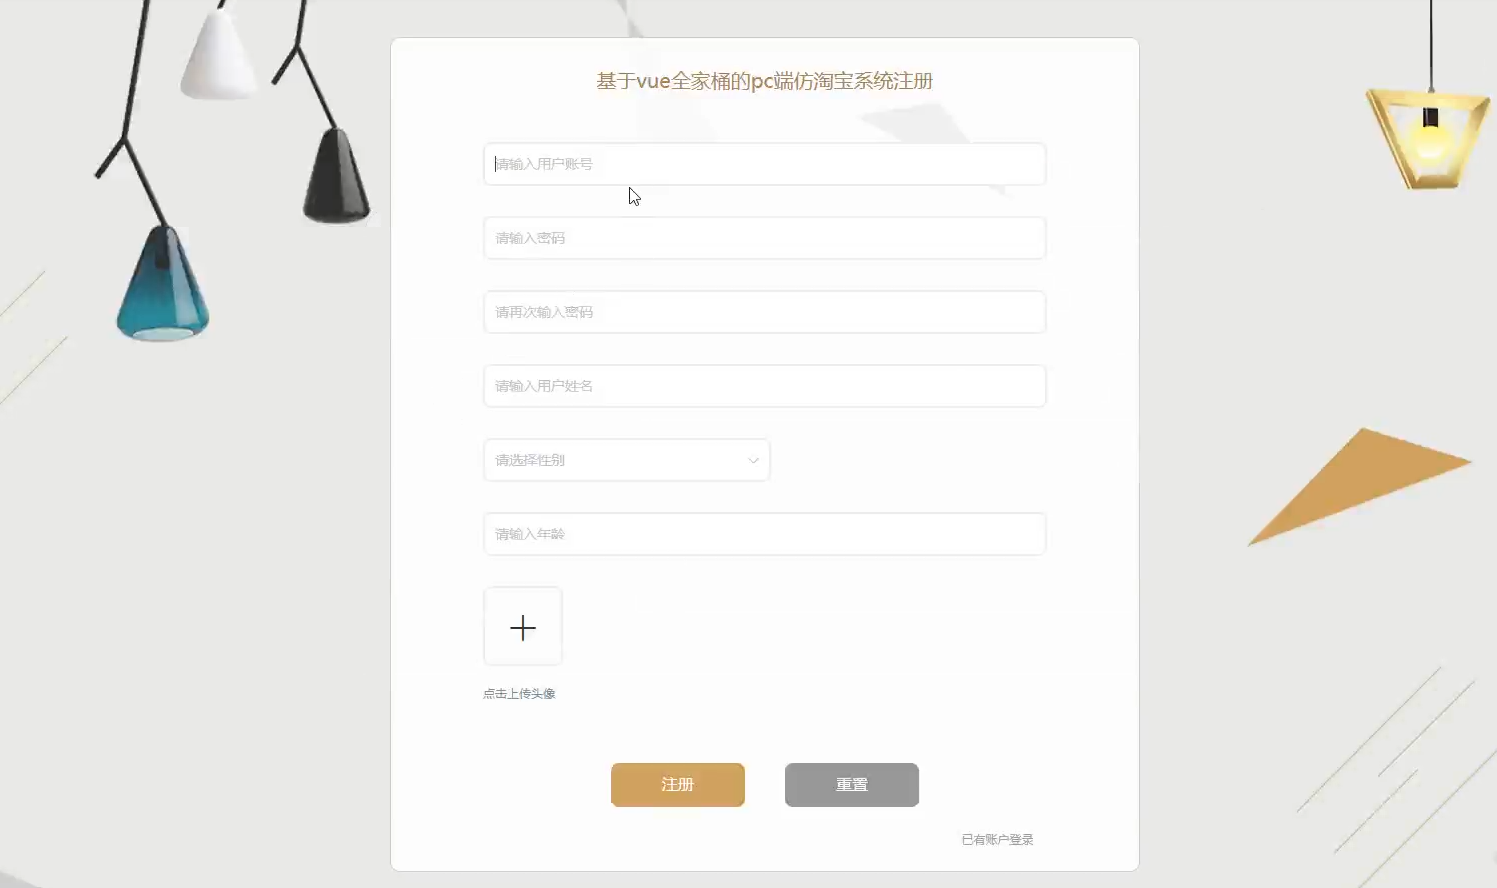 基于vue全家桶的pc端仿淘宝系统注册
请输入用户账号
请输入密码
请再次输入密码
请输入用户姓名
请选择性别
请输入年龄
点击上传头像
注册
重置
已有账户登录